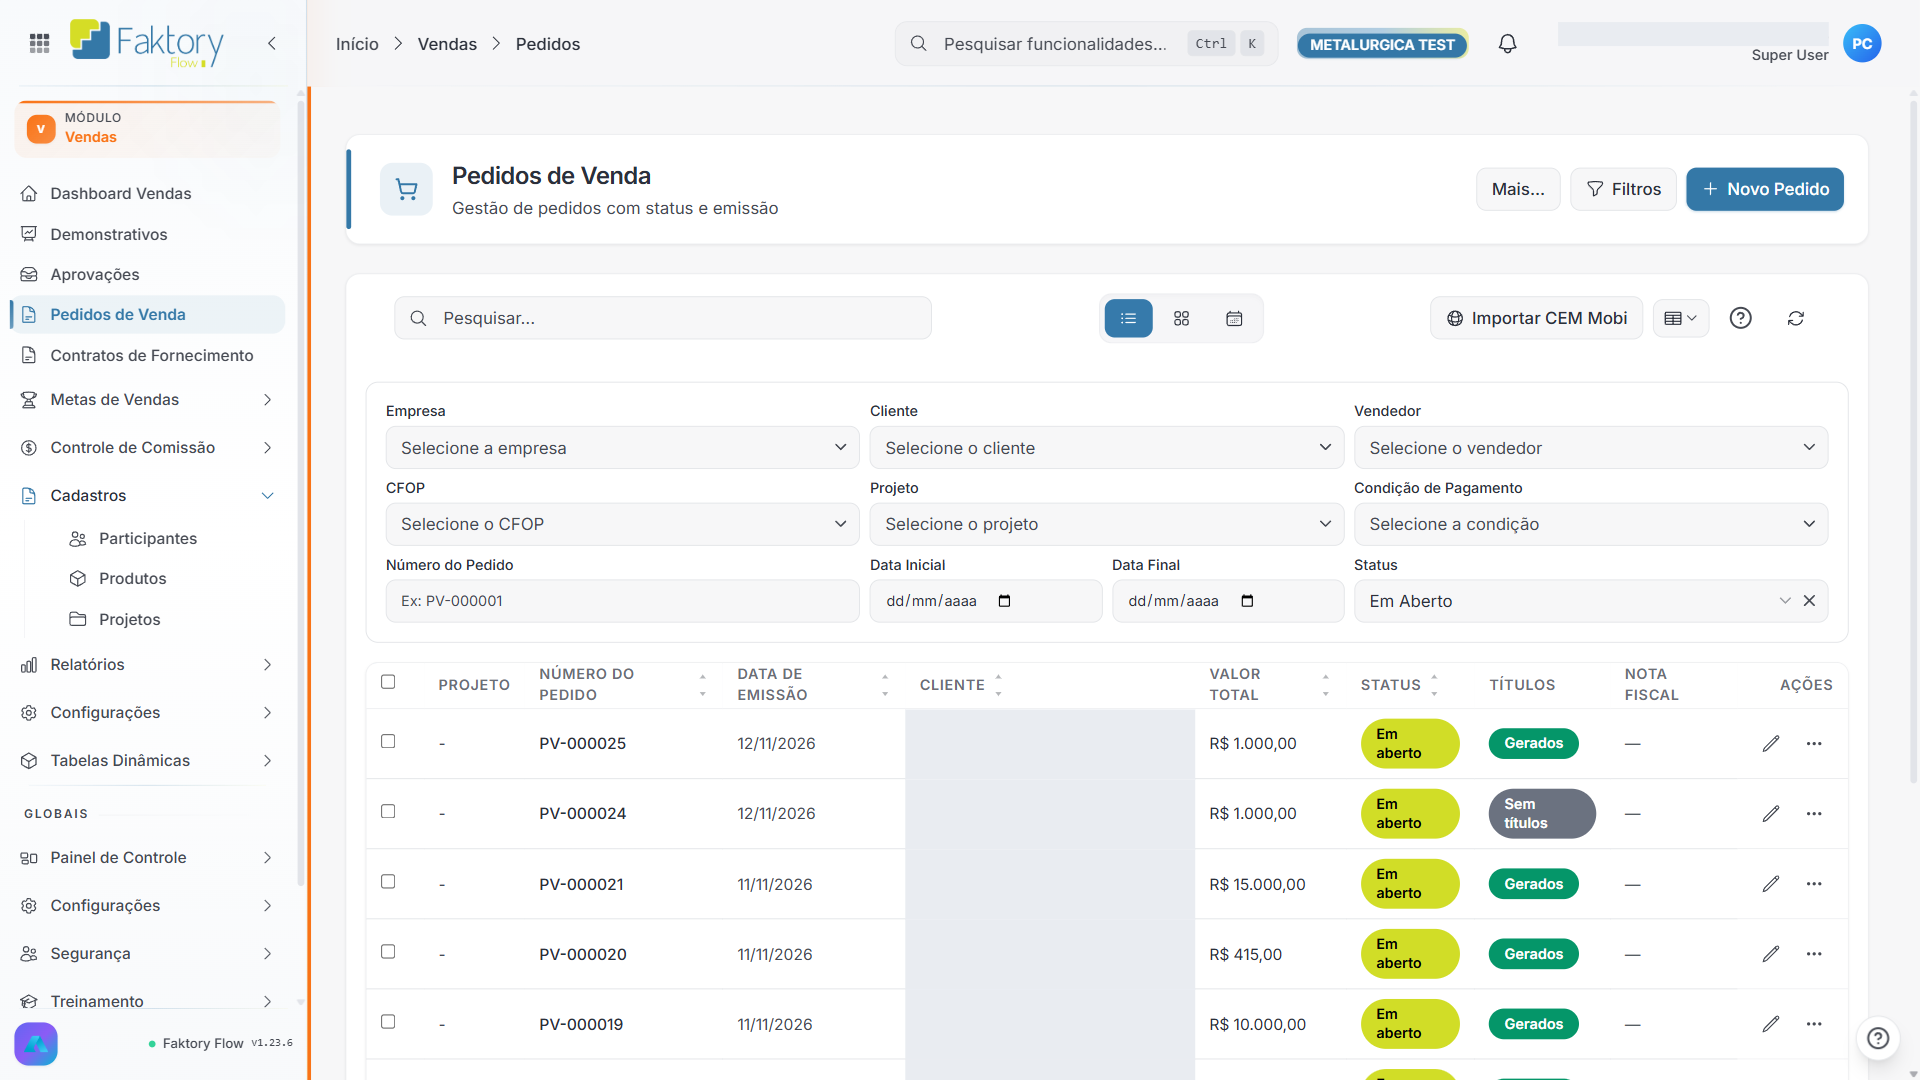 Faktory
Flow
Início
Vendas
Pedidos
Pesquisar funcionalidades...
Ctrl
K
METALURGICA TEST
Super User
PC
MÓDULO
V
Vendas
Dashboard Vendas
Demonstrativos
Aprovações
Pedidos de Venda
Contratos de Fornecimento
Metas de Vendas
Controle de Comissão
Cadastros
Participantes
Produtos
Projetos
Relatórios
Configurações
Tabelas Dinâmicas
GLOBAIS
Painel de Controle
Configurações
Segurança
Treinamento
Faktory Flow v1.23.6
Pedidos de Venda
Gestão de pedidos com status e emissão
Mais...
Filtros
Novo Pedido
Pesquisar...
Importar CEM Mobi
Empresa
Cliente
Vendedor
Selecione a empresa
Selecione o cliente
Selecione o vendedor
CFOP
Projeto
Condição de Pagamento
Selecione o CFOP
Selecione o projeto
Selecione a condição
Número do Pedido
Data Inicial
Data Final
Status
Ex: PV-000001
dd/mm/aaaa
dd/mm/aaaa
Em Aberto
PROJETO
NÚMERO DO PEDIDO
DATA DE EMISSÃO
CLIENTE
VALOR TOTAL
STATUS
TÍTULOS
NOTA FISCAL
AÇÕES
- PV-000025 12/11/2026 R$ 1.000,00 Em aberto Gerados —
- PV-000024 12/11/2026 R$ 1.000,00 Em aberto Sem títulos —
- PV-000021 11/11/2026 R$ 15.000,00 Em aberto Gerados —
- PV-000020 11/11/2026 R$ 415,00 Em aberto Gerados —
- PV-000019 11/11/2026 R$ 10.000,00 Em aberto Gerados —